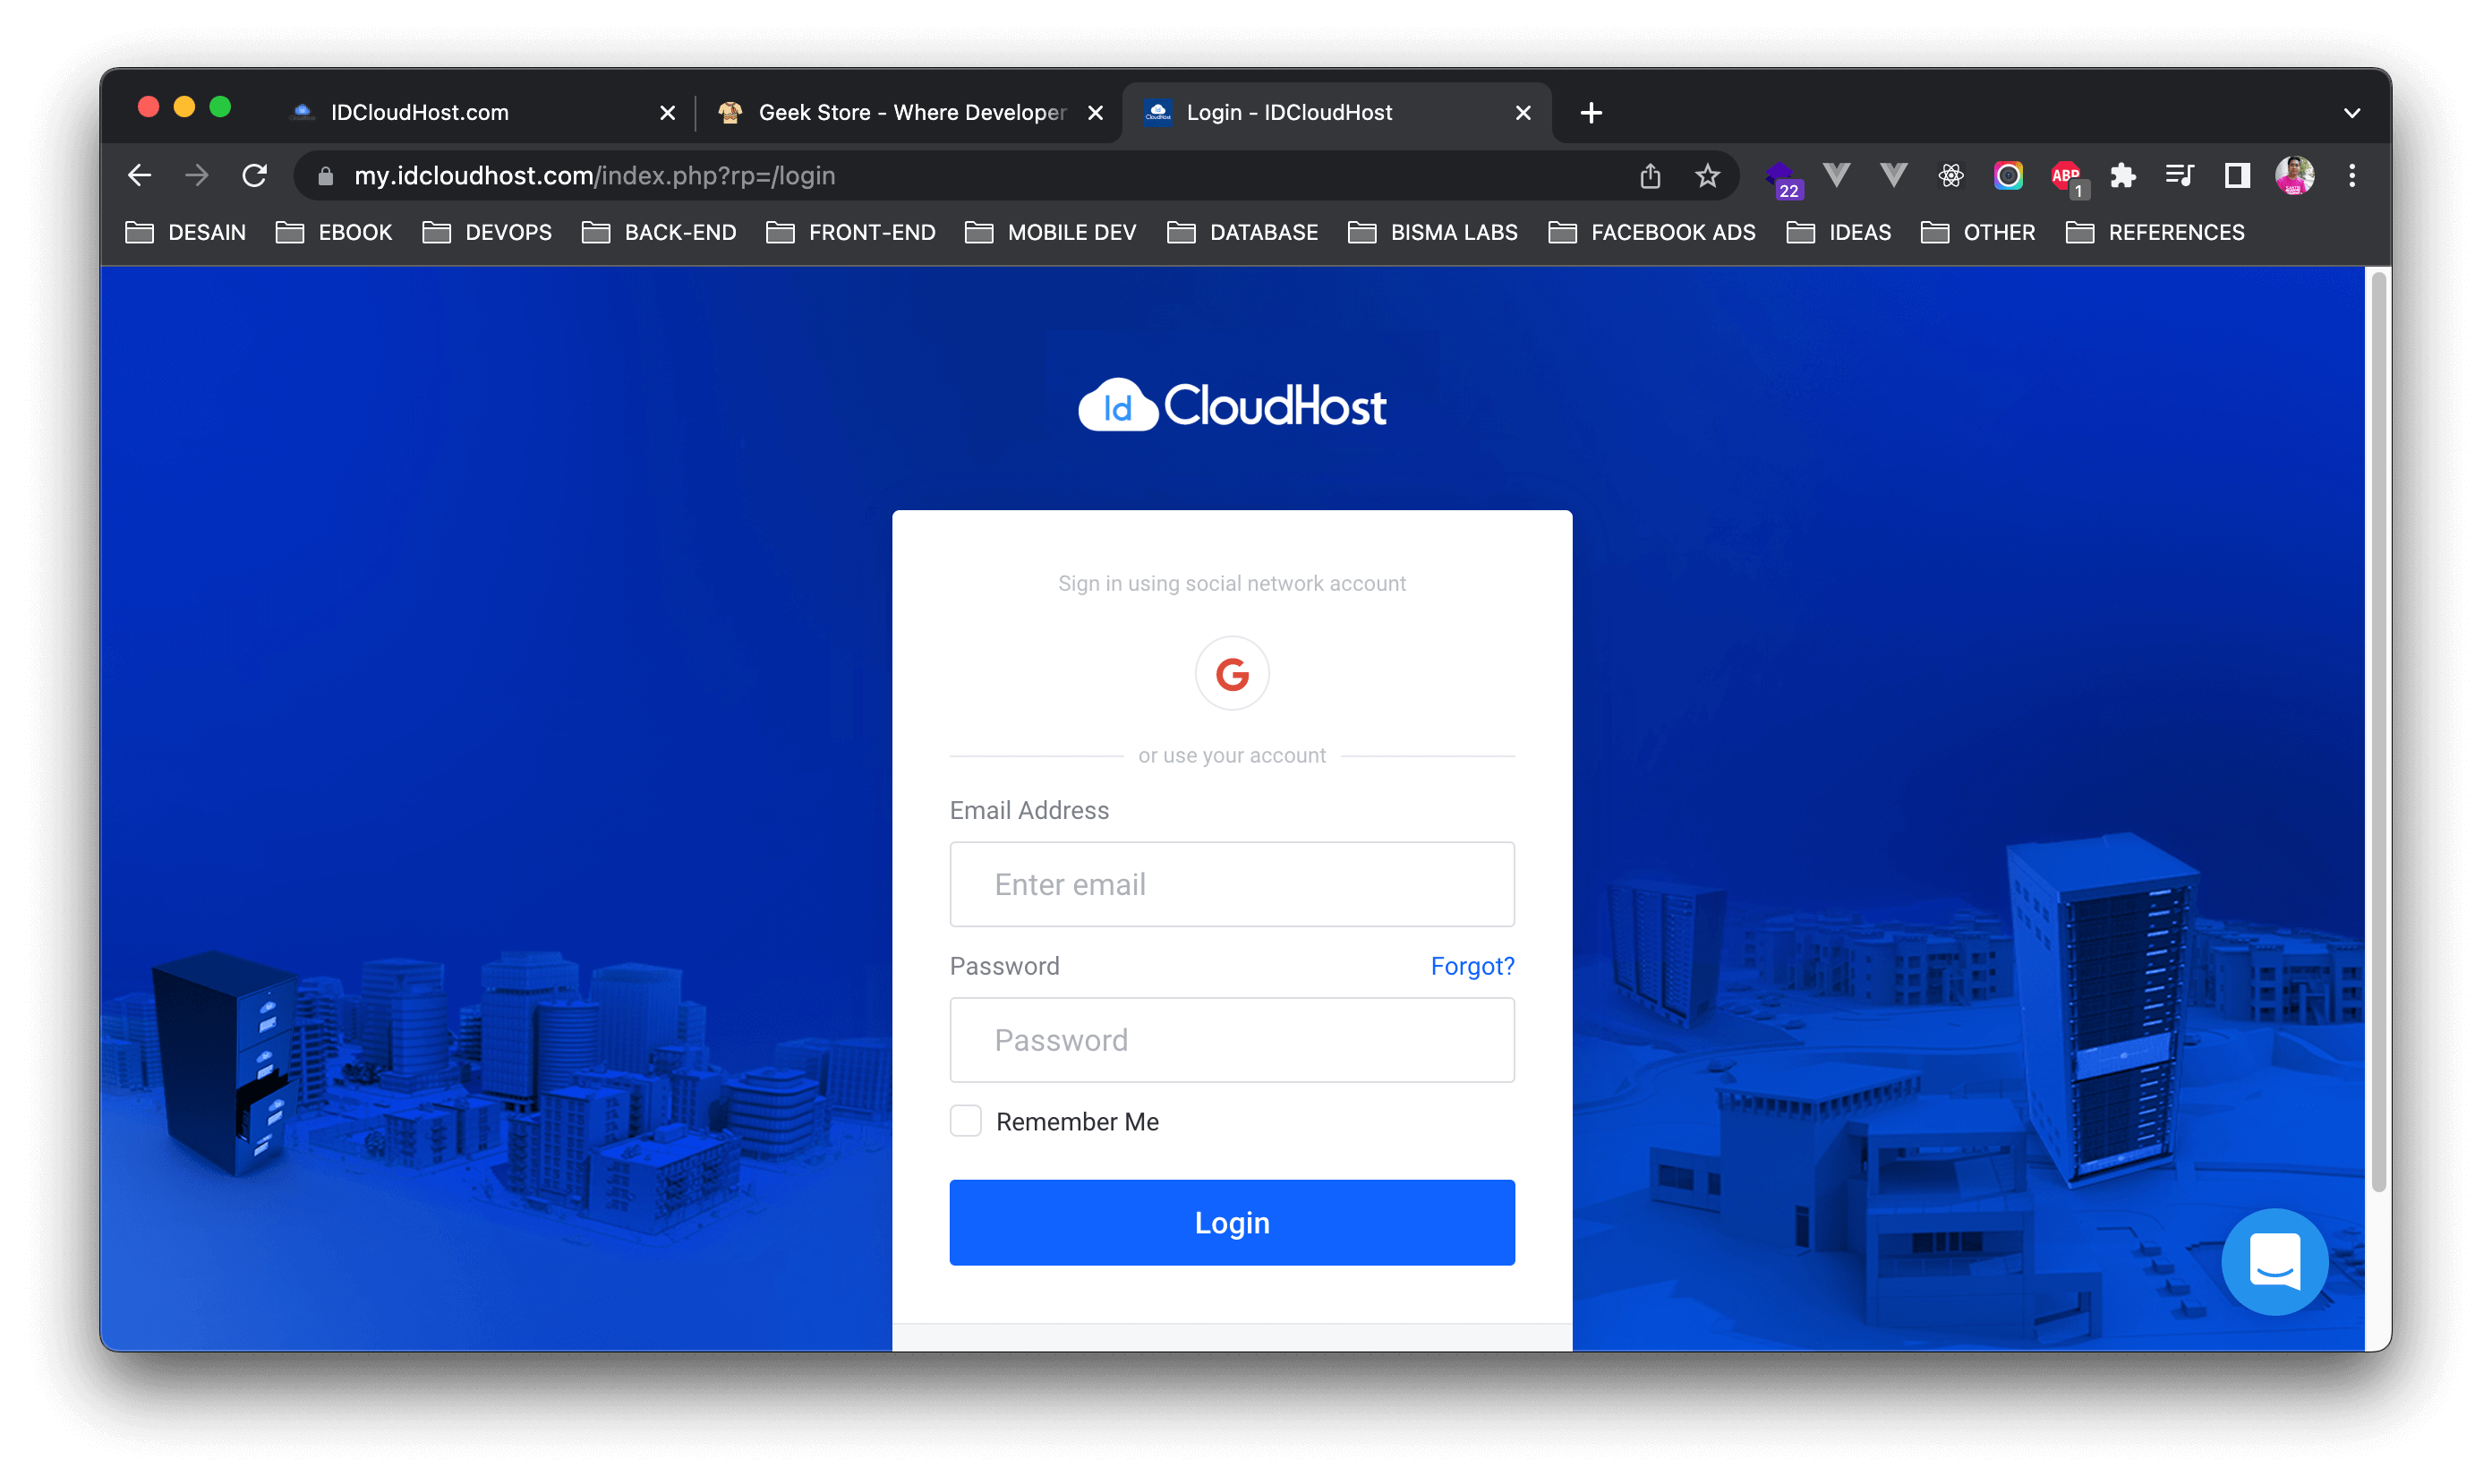 IDCloudHost.com
Geek Store - Where Developer
Login - IDCloudHost
my.idcloudhost.com/index.php?rp=/login
22
ABP
1
DESAIN EBOOK DEVOPS BACK-END FRONT-END MOBILE DEV DATABASE BISMA LABS FACEBOOK ADS IDEAS OTHER REFERENCES
Id CloudHost
Sign in using social network account
G
or use your account
Email Address
Enter email
Password Forgot?
Password
Remember Me
Login